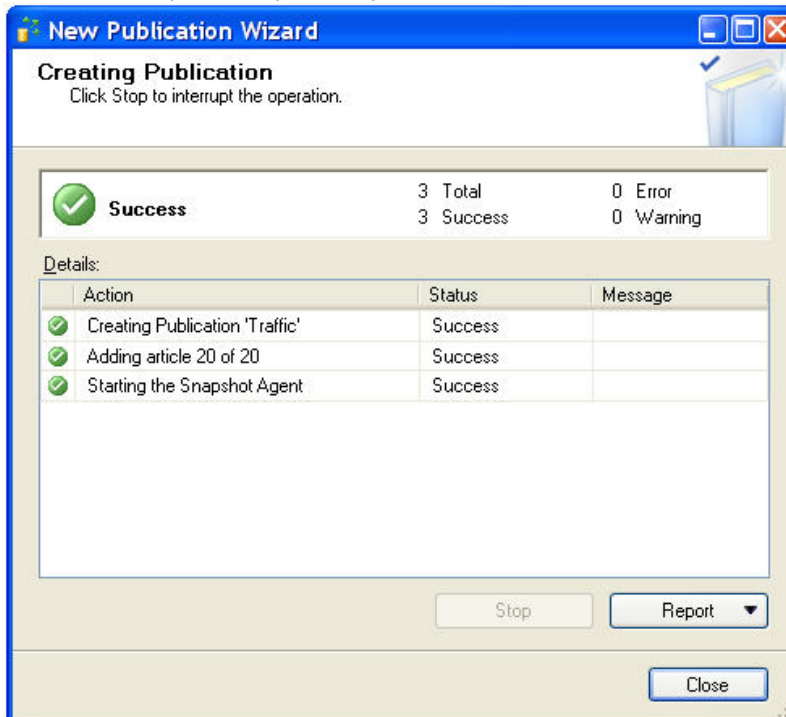 New Publication Wizard
Creating Publication
Click Stop to interrupt the operation.
Success
3 Total
0 Error
3 Success
0 Warning
Details:
Action Status Message
Creating Publication 'Traffic' Success
Adding article 20 of 20 Success
Starting the Snapshot Agent Success
Stop Report
Close